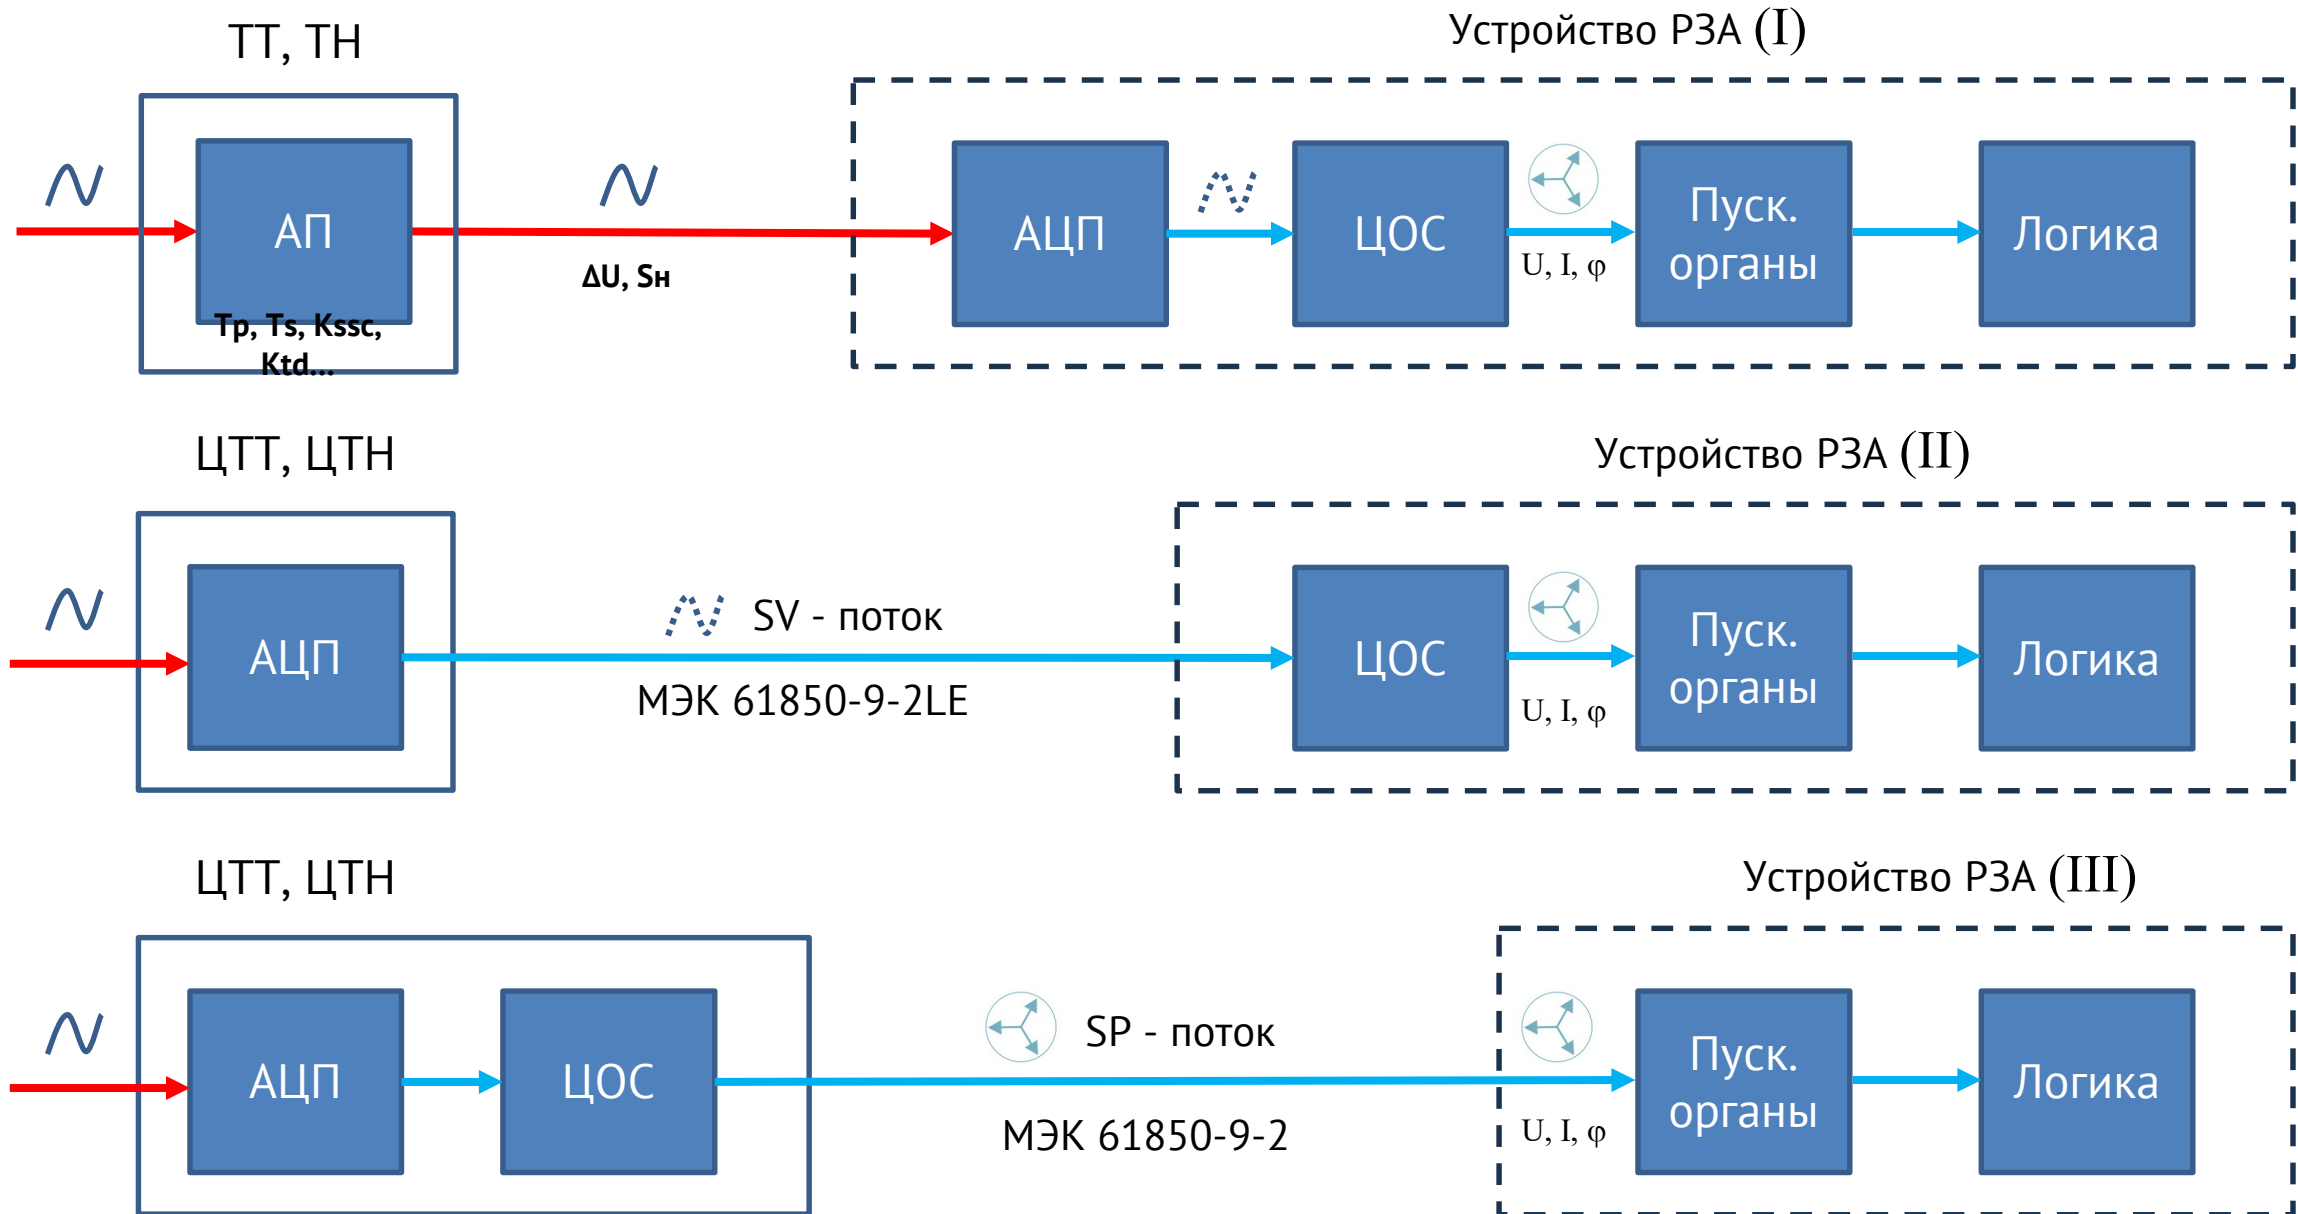 ТТ, ТН
Устройство РЗА (I)
АП
Tp, Ts, Kssc,
Ktd...
ΔU, Sн
АЦП
ЦОС
U, I, φ
Пуск.
органы
Логика
ЦТТ, ЦТН
Устройство РЗА (II)
АЦП
SV - поток
МЭК 61850-9-2LE
ЦОС
U, I, φ
Пуск.
органы
Логика
ЦТТ, ЦТН
Устройство РЗА (III)
АЦП
ЦОС
SP - поток
МЭК 61850-9-2
U, I, φ
Пуск.
органы
Логика